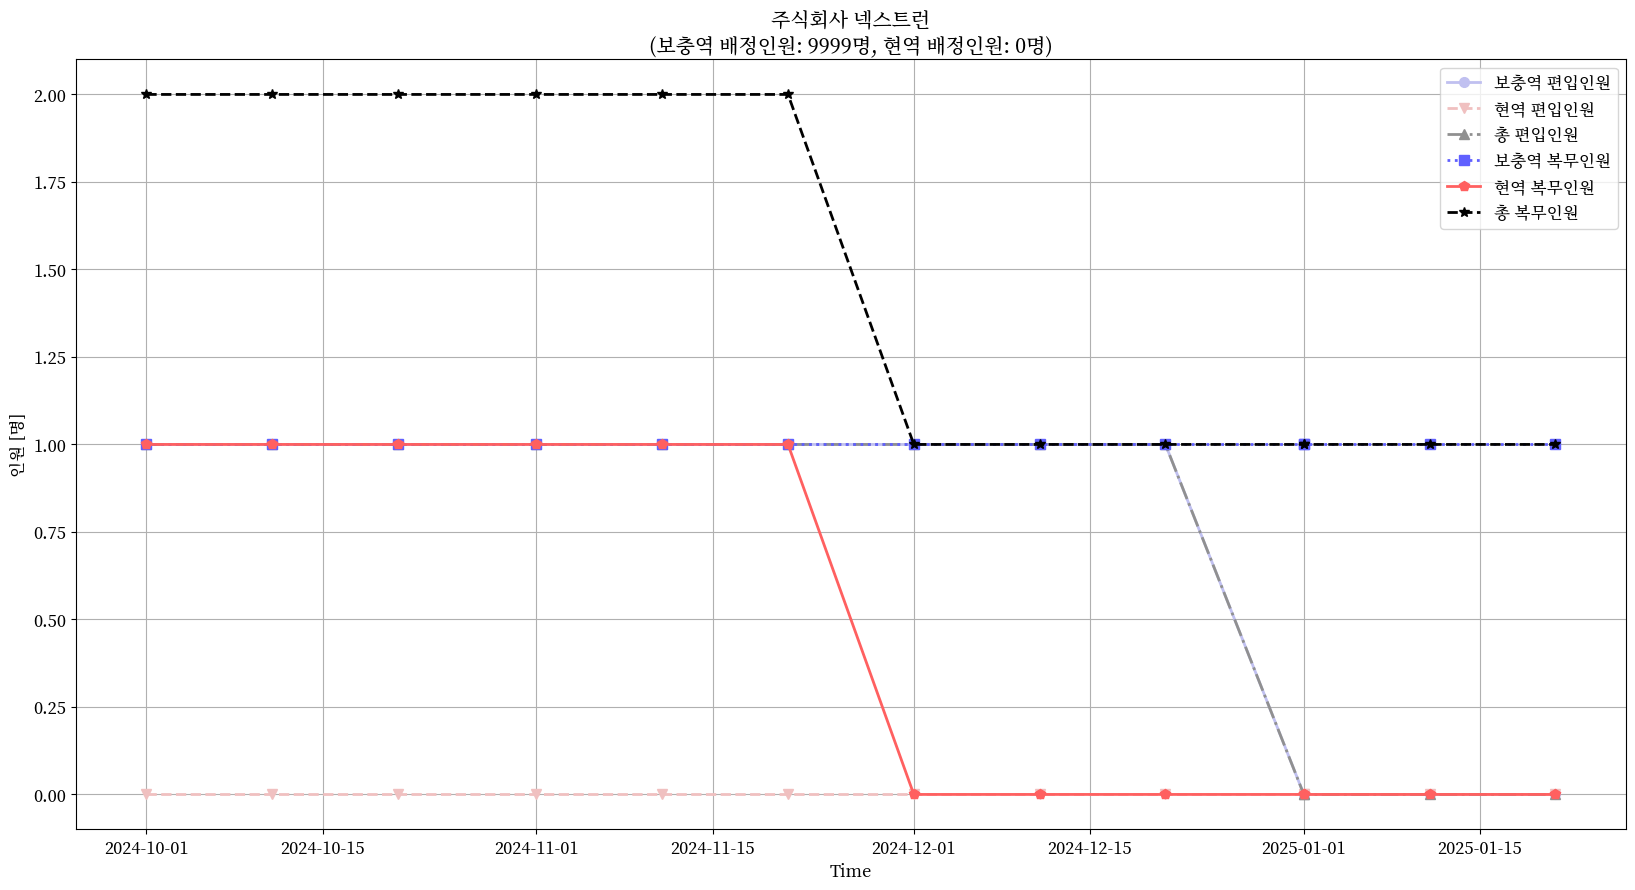 주식회사 넥스트런
(보충역 배정인원: 9999명, 현역 배정인원: 0명)
보충역 편입인원
현역 편입인원
총 편입인원
보충역 복무인원
현역 복무인원
총 복무인원
2.00
1.75
1.50
1.25
1.00
0.75
0.50
0.25
0.00
인원 [명]
2024-10-01
2024-10-15
2024-11-01
2024-11-15
2024-12-01
2024-12-15
2025-01-01
2025-01-15
Time